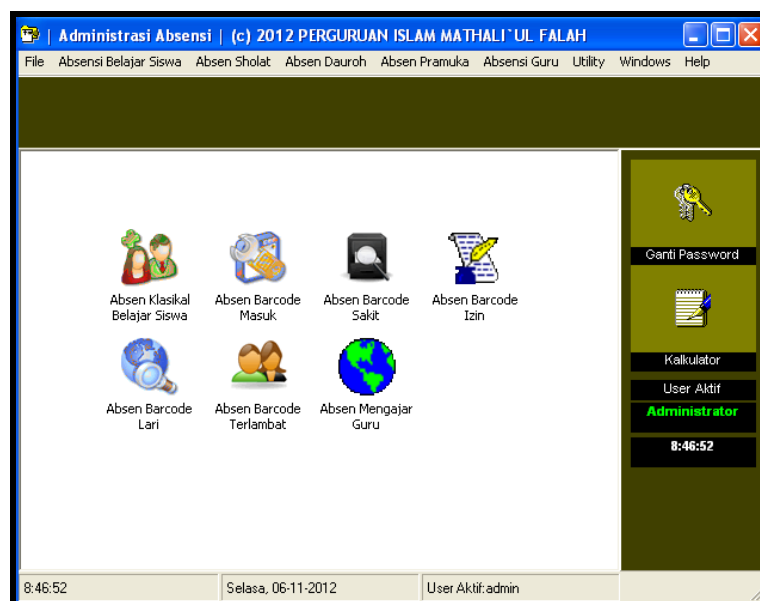 | Administrasi Absensi | (c) 2012 PERGURUAN ISLAM MATHALI`UL FALAH
File Absensi Belajar Siswa Absen Sholat Absen Dauroh Absen Pramuka Absensi Guru Utility Windows Help
Ganti Password
Absen Klasikal
Belajar Siswa
Absen Barcode
Masuk
Absen Barcode
Sakit
Absen Barcode
Izin
Kalkulator
User Aktif
Administrator
8:46:52
Absen Barcode
Lari
Absen Barcode
Terlambat
Absen Mengajar
Guru
8:46:52 Selasa, 06-11-2012 User Aktif:admin